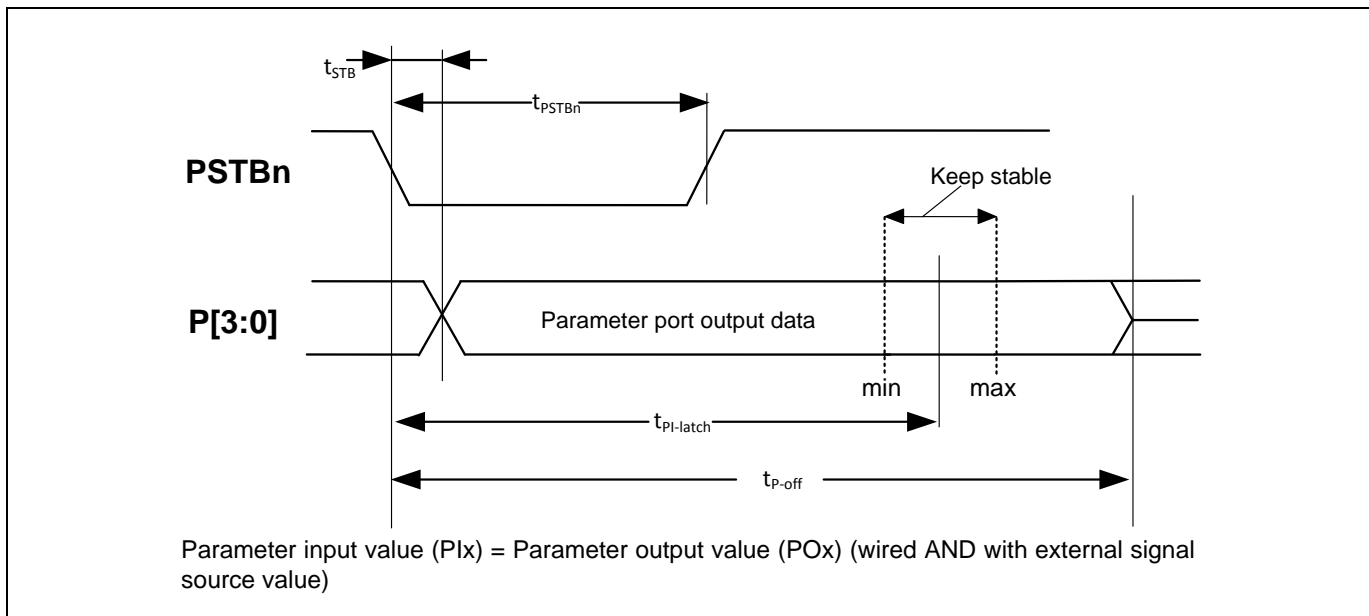 tSTB
tPSTBn
PSTBn
Keep stable
P[3:0]
Parameter port output data
min
max
tPI-latch
tP-off
Parameter input value (PIx) = Parameter output value (POx) (wired AND with external signal
source value)